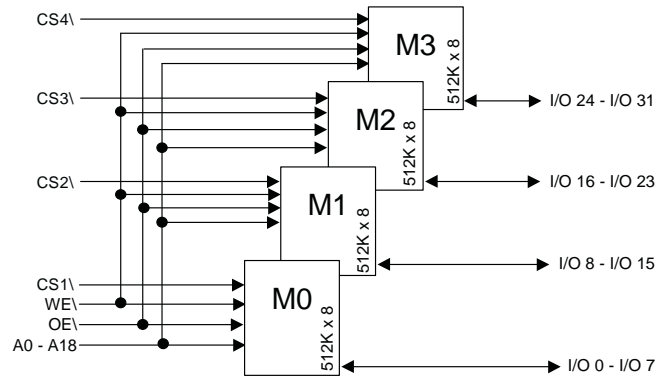 CS4\
M3
512K x 8
I/O 24 - I/O 31
CS3\
M2
512K x 8
I/O 16 - I/O 23
CS2\
M1
512K x 8
I/O 8 - I/O 15
CS1\
WE\
OE\
A0 - A18
M0
512K x 8
I/O 0 - I/O 7